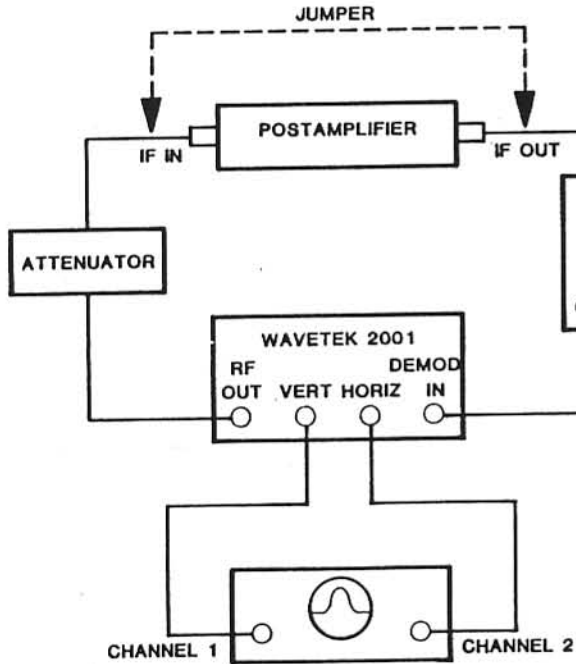 JUMPER
POSTAMPLIFIER
IF IN
IF OUT
ATTENUATOR
WAVETEK 2001
RF OUT
VERT
HORIZ
DEMOD IN
CHANNEL 1
CHANNEL 2